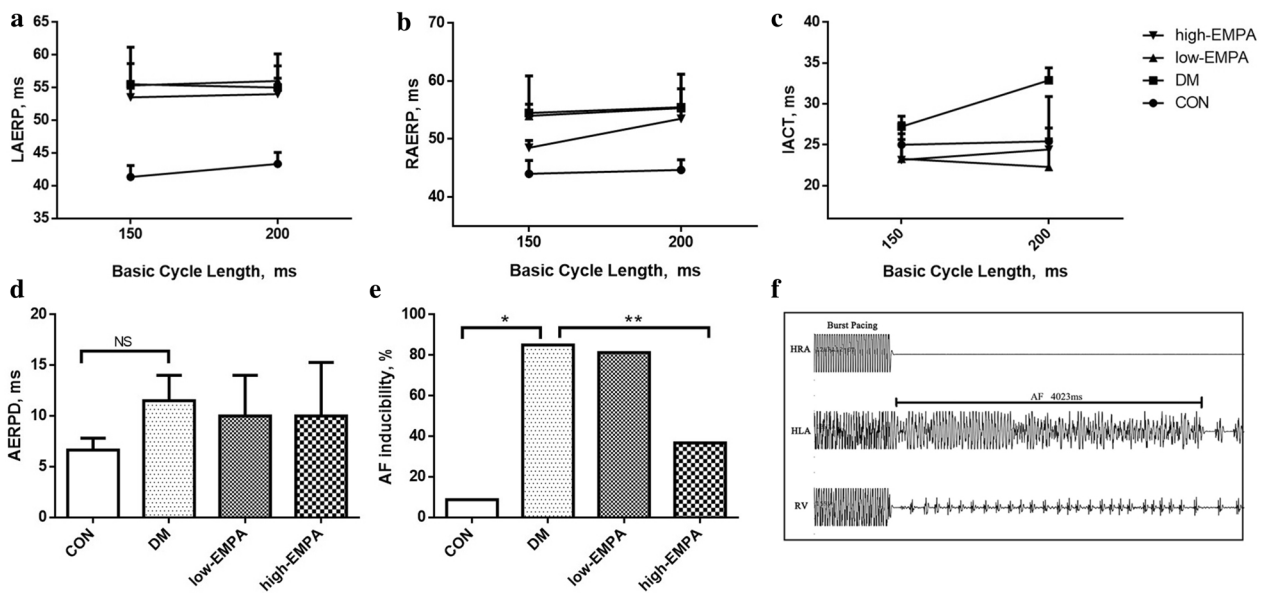 a
LAERP, ms
65
60
55
50
45
40
35
150
200
Basic Cycle Length, ms
b
RAERP, ms
70
60
50
40
150
200
Basic Cycle Length, ms
c
IACT, ms
40
35
30
25
20
150
200
Basic Cycle Length, ms
high-EMPA
low-EMPA
DM
CON
d
AERPD, ms
20
15
10
5
0
NS
CON
DM
low-EMPA
high-EMPA
e
AF inducibility, %
100
80
60
40
20
0
*
**
CON
DM
low-EMPA
high-EMPA
f
Burst Pacing
HRA
AF 4023ms
HLA
RV